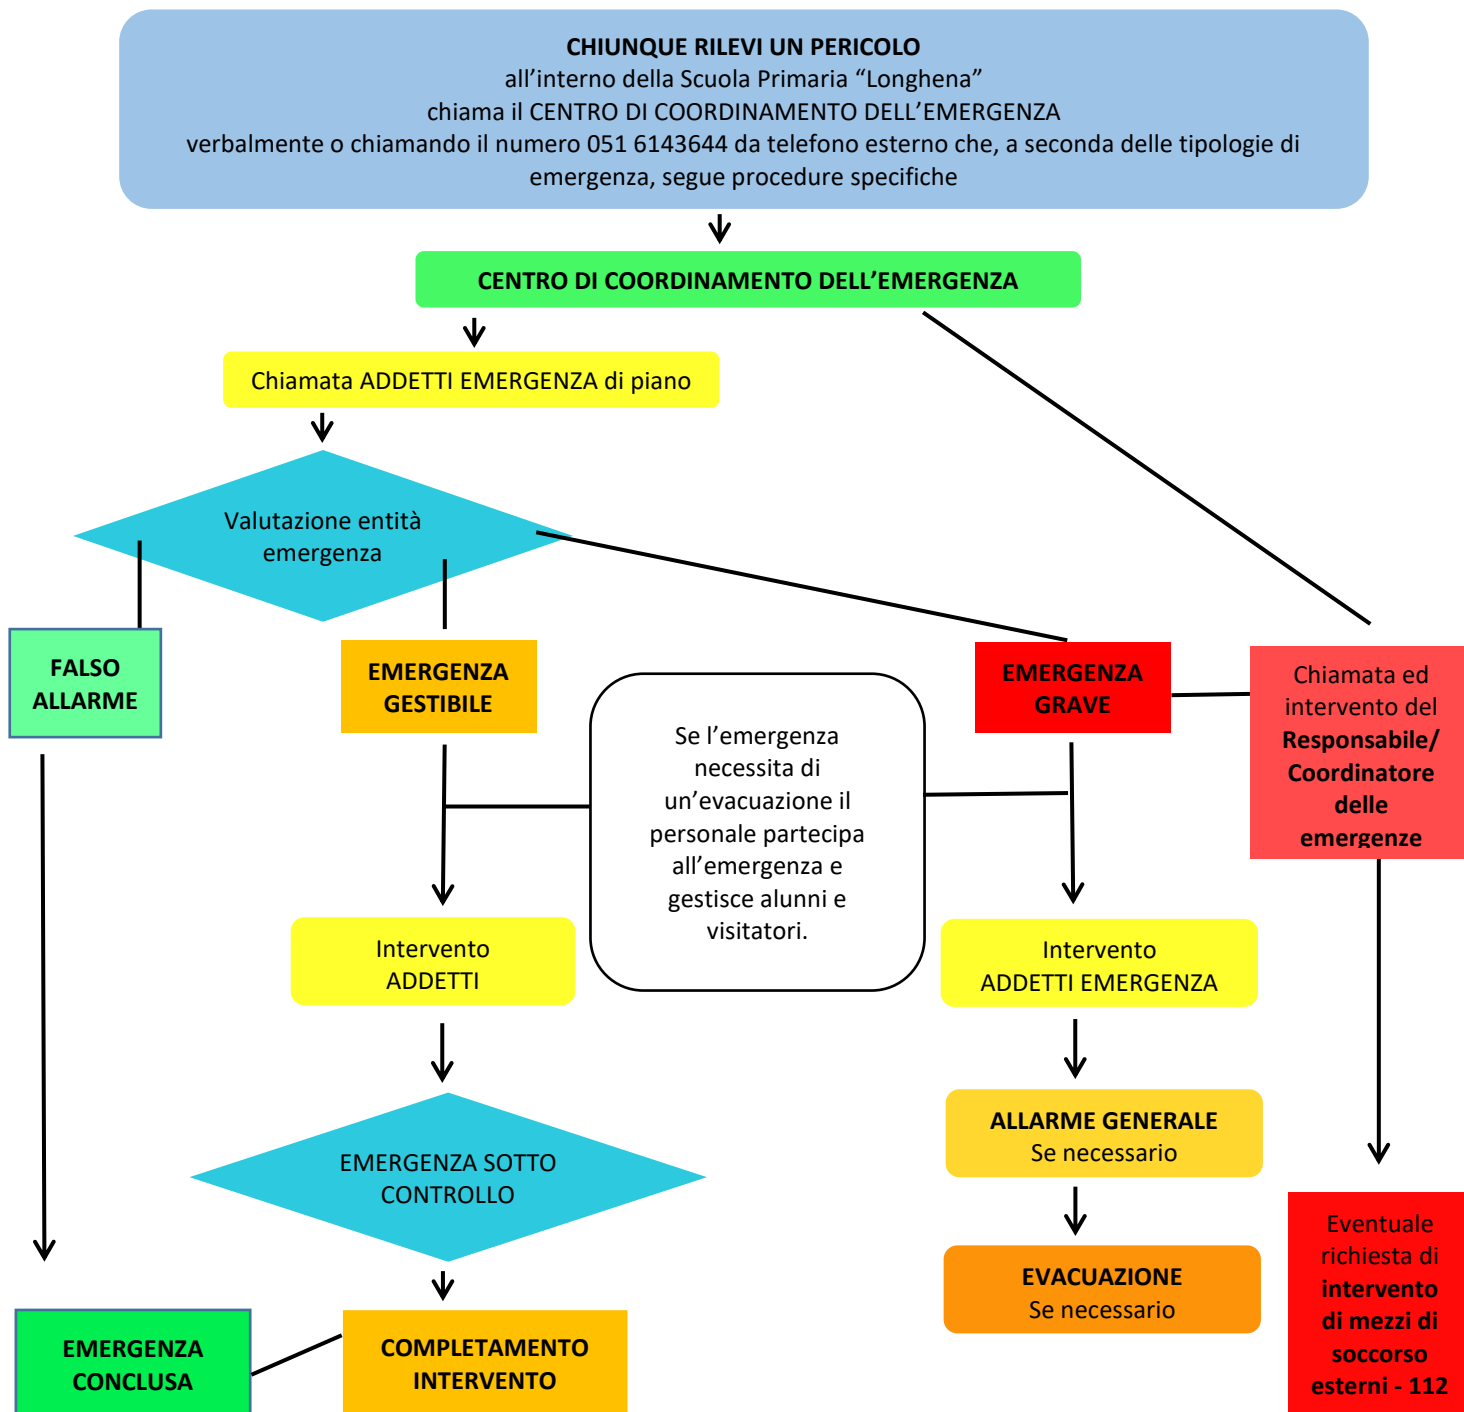 CHIUNQUE RILEVI UN PERICOLO
all’interno della Scuola Primaria “Longhena”
chiama il CENTRO DI COORDINAMENTO DELL’EMERGENZA
verbalmente o chiamando il numero 051 6143644 da telefono esterno che, a seconda delle tipologie di
emergenza, segue procedure specifiche
CENTRO DI COORDINAMENTO DELL’EMERGENZA
Chiamata ADDETTI EMERGENZA di piano
Valutazione entità
emergenza
FALSO
ALLARME
EMERGENZA
GESTIBILE
EMERGENZA
GRAVE
Chiamata ed
intervento del
Responsabile/
Coordinatore
delle
emergenze
Se l’emergenza
necessita di
un’evacuazione il
personale partecipa
all’emergenza e
gestisce alunni e
visitatori.
Intervento
ADDETTI
Intervento
ADDETTI EMERGENZA
EMERGENZA SOTTO
CONTROLLO
ALLARME GENERALE
Se necessario
EVACUAZIONE
Se necessario
Eventuale
richiesta di
intervento
di mezzi di
soccorso
esterni - 112
EMERGENZA
CONCLUSA
COMPLETAMENTO
INTERVENTO